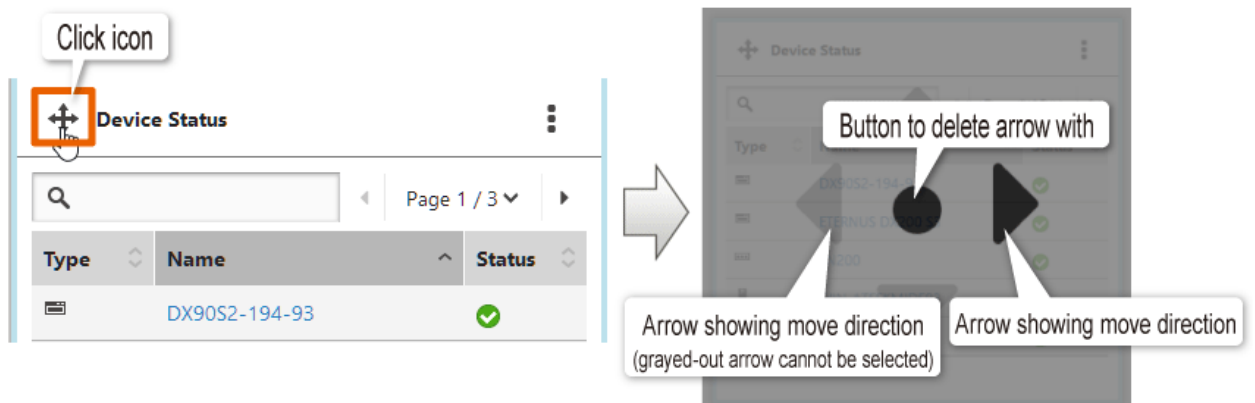 Click icon
Device Status
Page 1 / 3
Type
Name
Status
DX90S2-194-93
Device Status
Button to delete arrow with
Type
DX90S2-194-9
ETERNUS DX200 S3
Arrow showing move direction
(grayed-out arrow cannot be selected)
Arrow showing move direction